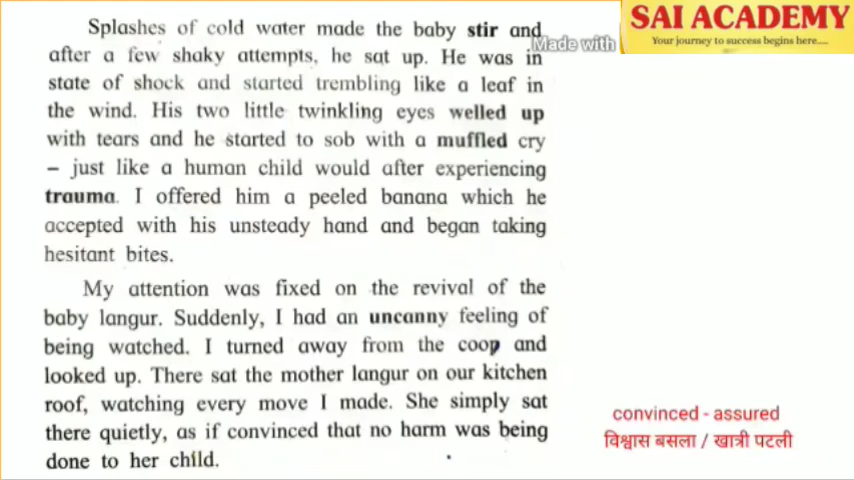 Splashes of cold water made the baby stir and
after a few shaky attempts, he sat up. He was in
state of shock and started trembling like a leaf in
the wind. His two little twinkling eyes welled up
with tears and he started to sob with a muffled cry
– just like a human child would after experiencing
trauma. I offered him a peeled banana which he
accepted with his unsteady hand and began taking
hesitant bites.
My attention was fixed on the revival of the
baby langur. Suddenly, I had an uncanny feeling of
being watched. I turned away from the coop and
looked up. There sat the mother langur on our kitchen
roof, watching every move I made. She simply sat
there quietly, as if convinced that no harm was being
done to her child.
Made with
SAI ACADEMY
Your journey to success begins here....
convinced - assured
विश्वास बसला / खात्री पटली